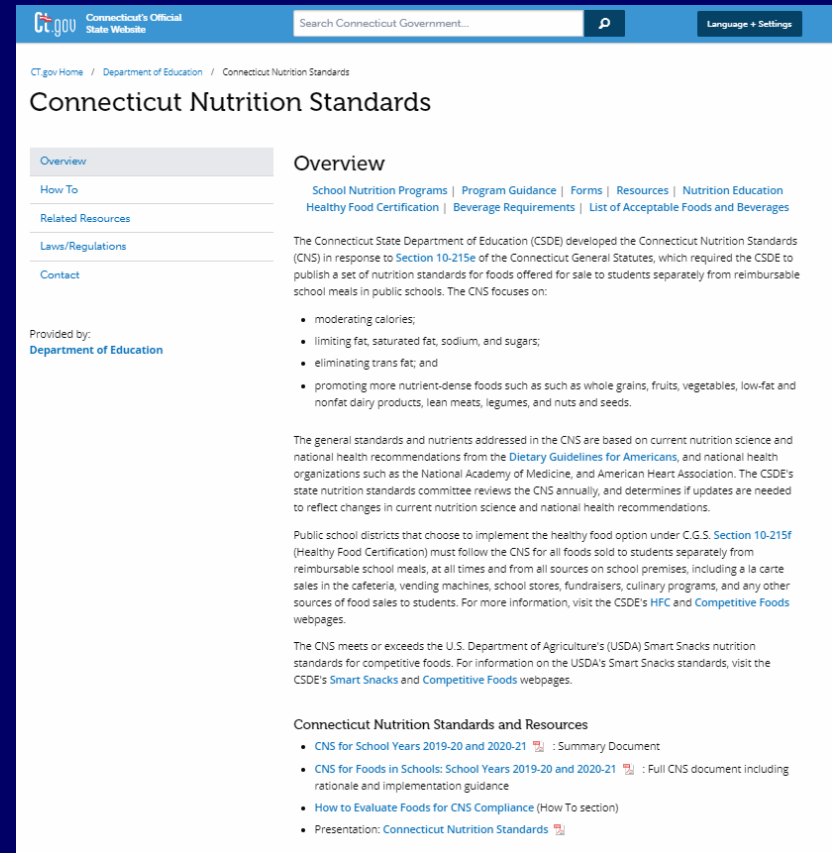 Ct.gov Connecticut's Official
State Website
Search Connecticut Government...
Language + Settings
CT.gov Home / Department of Education / Connecticut Nutrition Standards
Connecticut Nutrition Standards
Overview
How To
Related Resources
Laws/Regulations
Contact
Provided by:
Department of Education
Overview
School Nutrition Programs | Program Guidance | Forms | Resources | Nutrition Education
Healthy Food Certification | Beverage Requirements | List of Acceptable Foods and Beverages
The Connecticut State Department of Education (CSDE) developed the Connecticut Nutrition Standards
(CNS) in response to Section 10-215e of the Connecticut General Statutes, which required the CSDE to
publish a set of nutrition standards for foods offered for sale to students separately from reimbursable
school meals in public schools. The CNS focuses on:
• moderating calories;
• limiting fat, saturated fat, sodium, and sugars;
• eliminating trans fat; and
• promoting more nutrient-dense foods such as such as whole grains, fruits, vegetables, low-fat and
nonfat dairy products, lean meats, legumes, and nuts and seeds.
The general standards and nutrients addressed in the CNS are based on current nutrition science and
national health recommendations from the Dietary Guidelines for Americans, and national health
organizations such as the National Academy of Medicine, and American Heart Association. The CSDE's
state nutrition standards committee reviews the CNS annually, and determines if updates are needed
to reflect changes in current nutrition science and national health recommendations.
Public school districts that choose to implement the healthy food option under C.G.S. Section 10-215f
(Healthy Food Certification) must follow the CNS for all foods sold to students separately from
reimbursable school meals, at all times and from all sources on school premises, including a la carte
sales in the cafeteria, vending machines, school stores, fundraisers, culinary programs, and any other
sources of food sales to students. For more information, visit the CSDE's HFC and Competitive Foods
webpages.
The CNS meets or exceeds the U.S. Department of Agriculture's (USDA) Smart Snacks nutrition
standards for competitive foods. For information on the USDA's Smart Snacks standards, visit the
CSDE's Smart Snacks and Competitive Foods webpages.
Connecticut Nutrition Standards and Resources
• CNS for School Years 2019-20 and 2020-21 : Summary Document
• CNS for Foods in Schools: School Years 2019-20 and 2020-21 : Full CNS document including
rationale and implementation guidance
• How to Evaluate Foods for CNS Compliance (How To section)
• Presentation: Connecticut Nutrition Standards